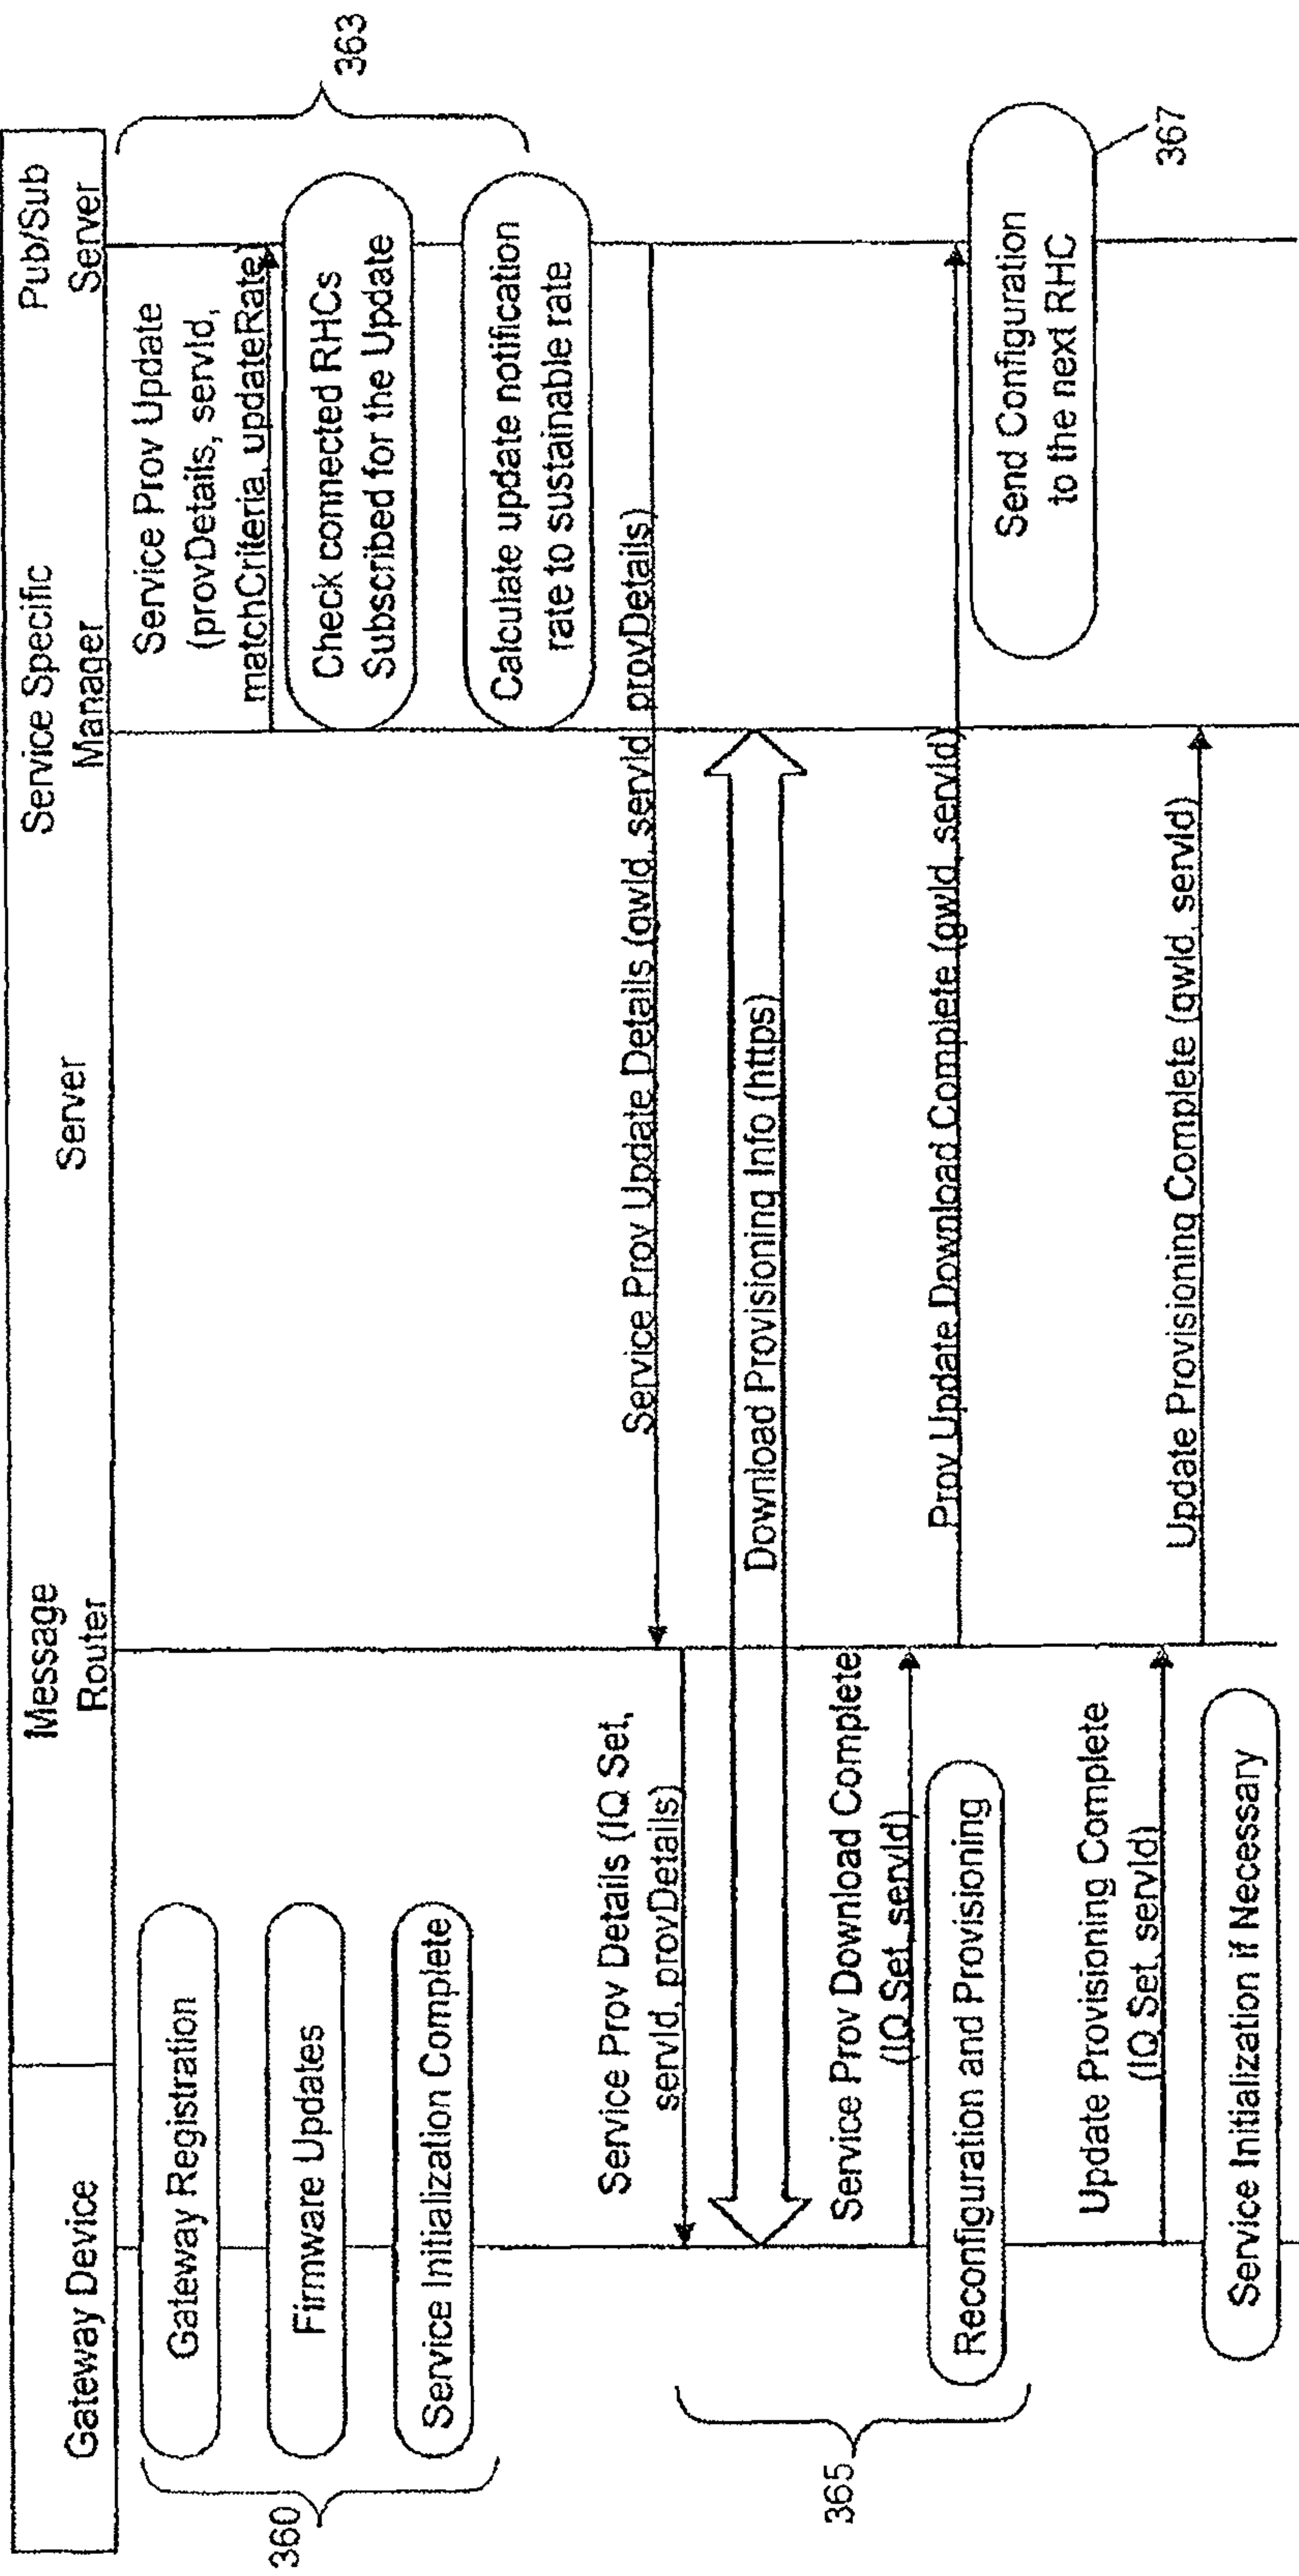 Gateway Device
Message
Router
Server
Service Specific
Manager
Pub/Sub
Server
360
Gateway Registration
Firmware Updates
Service Initialization Complete
Service Prov Update
(provDetails, servId,
matchCriteria, updateRate)
Check connected RHCs
Subscribed for the Update
Calculate update notification
rate to sustainable rate
363
Service Prov Update Details (gwId, servId, provDetails)
Service Prov Details (IQ Set,
servId, provDetails)
Download Provisioning Info (https)
365
Service Prov Download Complete
(IQ Set, servId)
Prov Update Download Complete (gwId, servId)
Reconfiguration and Provisioning
Send Configuration
to the next RHC
367
Update Provisioning Complete
(IQ Set, servId)
Update Provisioning Complete (gwId, servId)
Service Initialization if Necessary